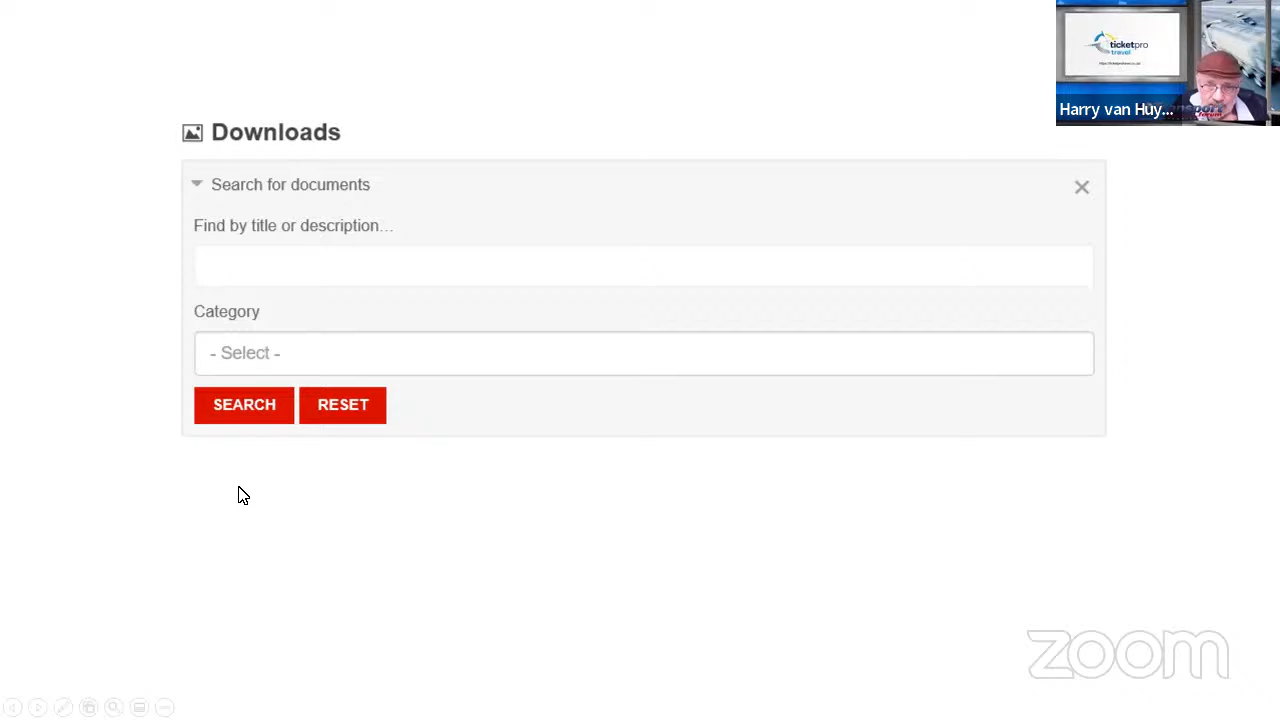 ticketpro
travel
Harry van Huy...
Downloads
Search for documents
Find by title or description...
Category
- Select -
SEARCH RESET
zoom